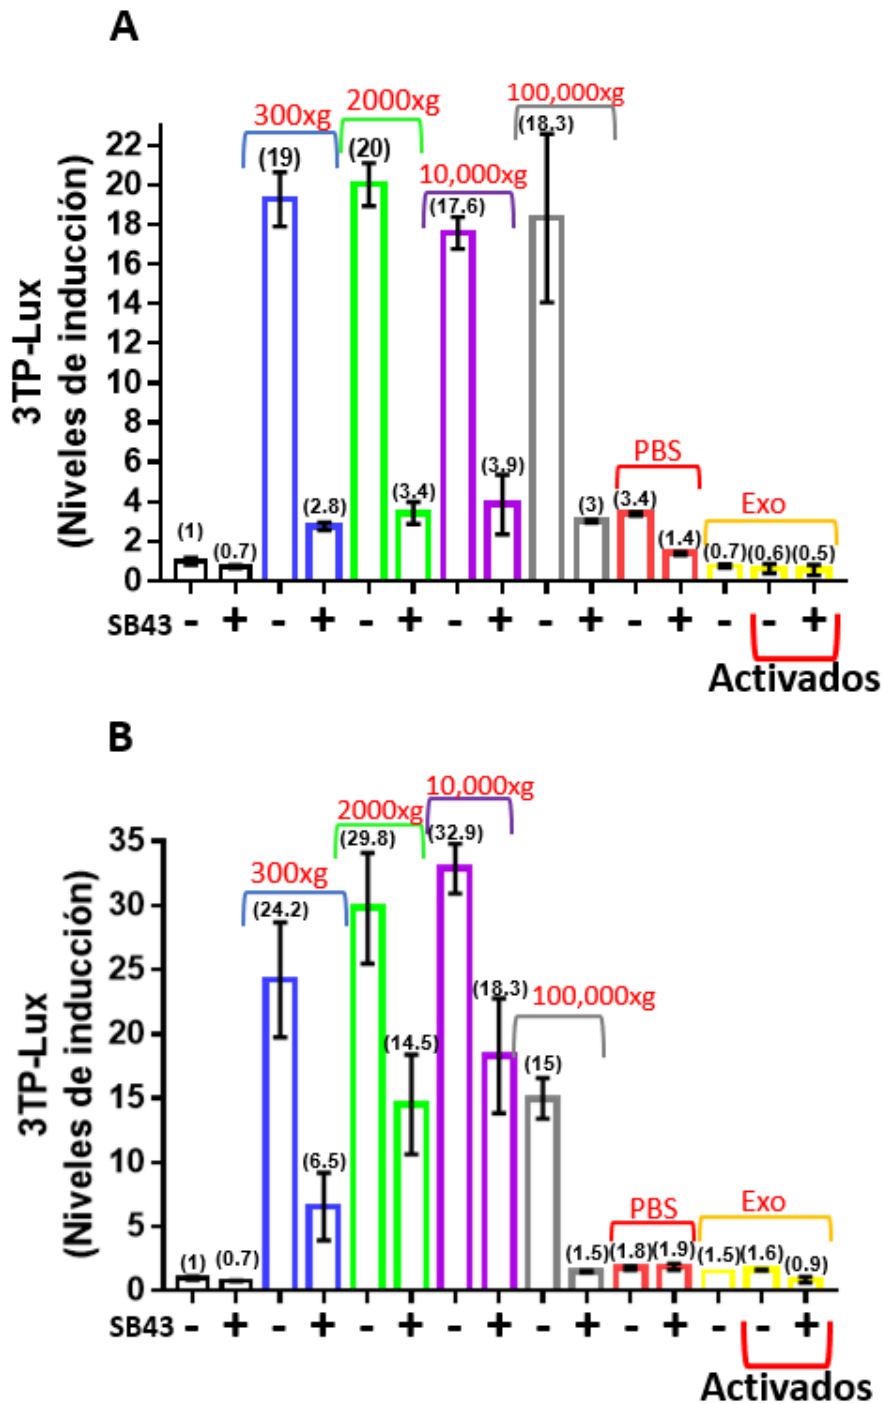 A
3TP-Lux
(Niveles de inducción)
22
20
18
16
14
12
10
8
6
4
2
0
300xg
2000xg
10,000xg
100,000xg
PBS
Exo
(1)
(0.7)
(19)
(2.8)
(20)
(3.4)
(17.6)
(3.9)
(18.3)
(3)
(3.4)
(1.4)
(0.7)
(0.6)
(0.5)
SB43 - + - + - + - + - + - + - - +
Activados
B
3TP-Lux
(Niveles de inducción)
35
30
25
20
15
10
5
0
300xg
2000xg
10,000xg
100,000xg
PBS
Exo
(1)
(0.7)
(24.2)
(6.5)
(29.8)
(14.5)
(32.9)
(18.3)
(15)
(1.5)
(1.8)
(1.9)
(1.5)
(1.6)
(0.9)
SB43 - + - + - + - + - + - + - - +
Activados